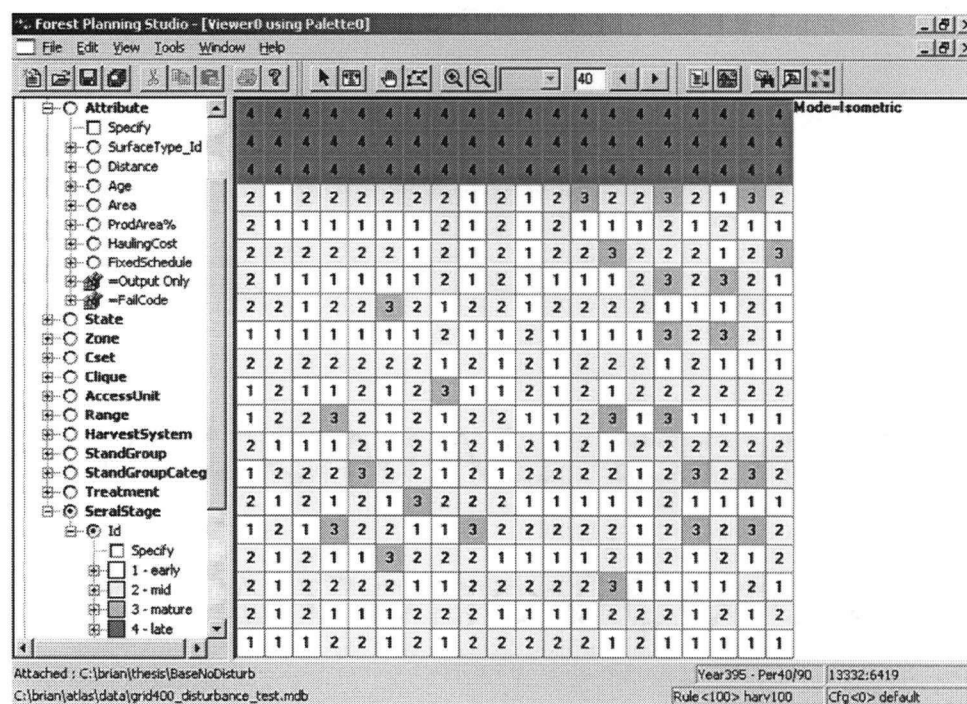 Forest Planning Studio - [Viewer0 using Palette0]
File Edit View Tools Window Help
40
Attribute
Specify
SurfaceType_Id
Distance
Age
Area
ProdArea%
HaulingCost
FixedSchedule
=Output Only
=FailCode
State
Zone
Cset
Clique
AccessUnit
Range
HarvestSystem
StandGroup
StandGroupCateg
Treatment
SeralStage
Id
Specify
1 - early
2 - mid
3 - mature
4 - late
4 4 4 4 4 4 4 4 4 4 4 4 4 4 4 4 4 4 4 4
4 4 4 4 4 4 4 4 4 4 4 4 4 4 4 4 4 4 4 4
4 4 4 4 4 4 4 4 4 4 4 4 4 4 4 4 4 4 4 4
2 1 2 2 2 2 2 2 1 2 1 2 3 2 2 3 2 1 3 2
2 1 1 1 1 1 1 2 1 2 1 2 1 1 1 2 1 2 1 1
2 2 2 2 2 2 1 2 1 2 1 2 2 3 2 2 2 1 2 3
2 1 1 1 1 1 1 2 1 2 1 1 1 1 2 3 2 3 2 1
2 2 1 2 2 3 2 1 2 2 1 2 2 2 2 1 1 1 2 1
1 1 1 1 1 1 1 2 1 1 2 1 1 1 1 3 2 3 2 1
2 2 2 2 2 2 2 1 2 1 2 1 2 2 2 1 2 1 1 1
1 2 1 1 2 1 2 3 1 1 2 1 2 1 2 2 2 2 2 2
1 2 2 3 2 1 2 1 2 2 1 1 2 3 1 3 1 1 1 1
2 1 1 1 2 1 2 1 2 1 1 2 1 2 1 2 2 2 2 2
1 2 2 2 3 2 2 1 2 1 2 2 2 2 1 2 3 2 3 2
2 1 2 1 2 1 3 2 2 2 1 1 1 1 1 2 1 1 1 1
1 2 1 3 2 2 1 1 3 2 2 2 2 2 1 2 3 2 3 2
2 1 2 1 1 3 2 2 2 1 1 1 1 2 1 2 1 2 1 2
2 1 2 2 2 2 1 2 2 2 2 2 2 3 1 1 1 1 2 1
2 1 2 1 1 1 2 2 2 1 1 1 1 2 2 2 1 2 1 2
1 1 1 2 2 1 2 1 2 2 1 2 2 1 2 1 1 1 1 1
Mode=Isometric
Attached : C:\brian\thesis\BaseNoDisturb
Year395 - Per40/90 13332:6419
C:\brian\atlas\data\grid400_disturbance_test.mdb
Rule <100> harv100 Cfg<0> default